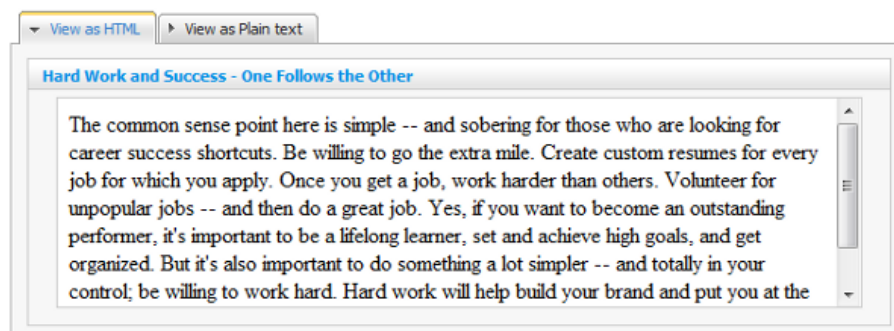 View as HTML View as Plain text
Hard Work and Success - One Follows the Other
The common sense point here is simple -- and sobering for those who are looking for
career success shortcuts. Be willing to go the extra mile. Create custom resumes for every
job for which you apply. Once you get a job, work harder than others. Volunteer for
unpopular jobs -- and then do a great job. Yes, if you want to become an outstanding
performer, it's important to be a lifelong learner, set and achieve high goals, and get
organized. But it's also important to do something a lot simpler -- and totally in your
control; be willing to work hard. Hard work will help build your brand and put you at the